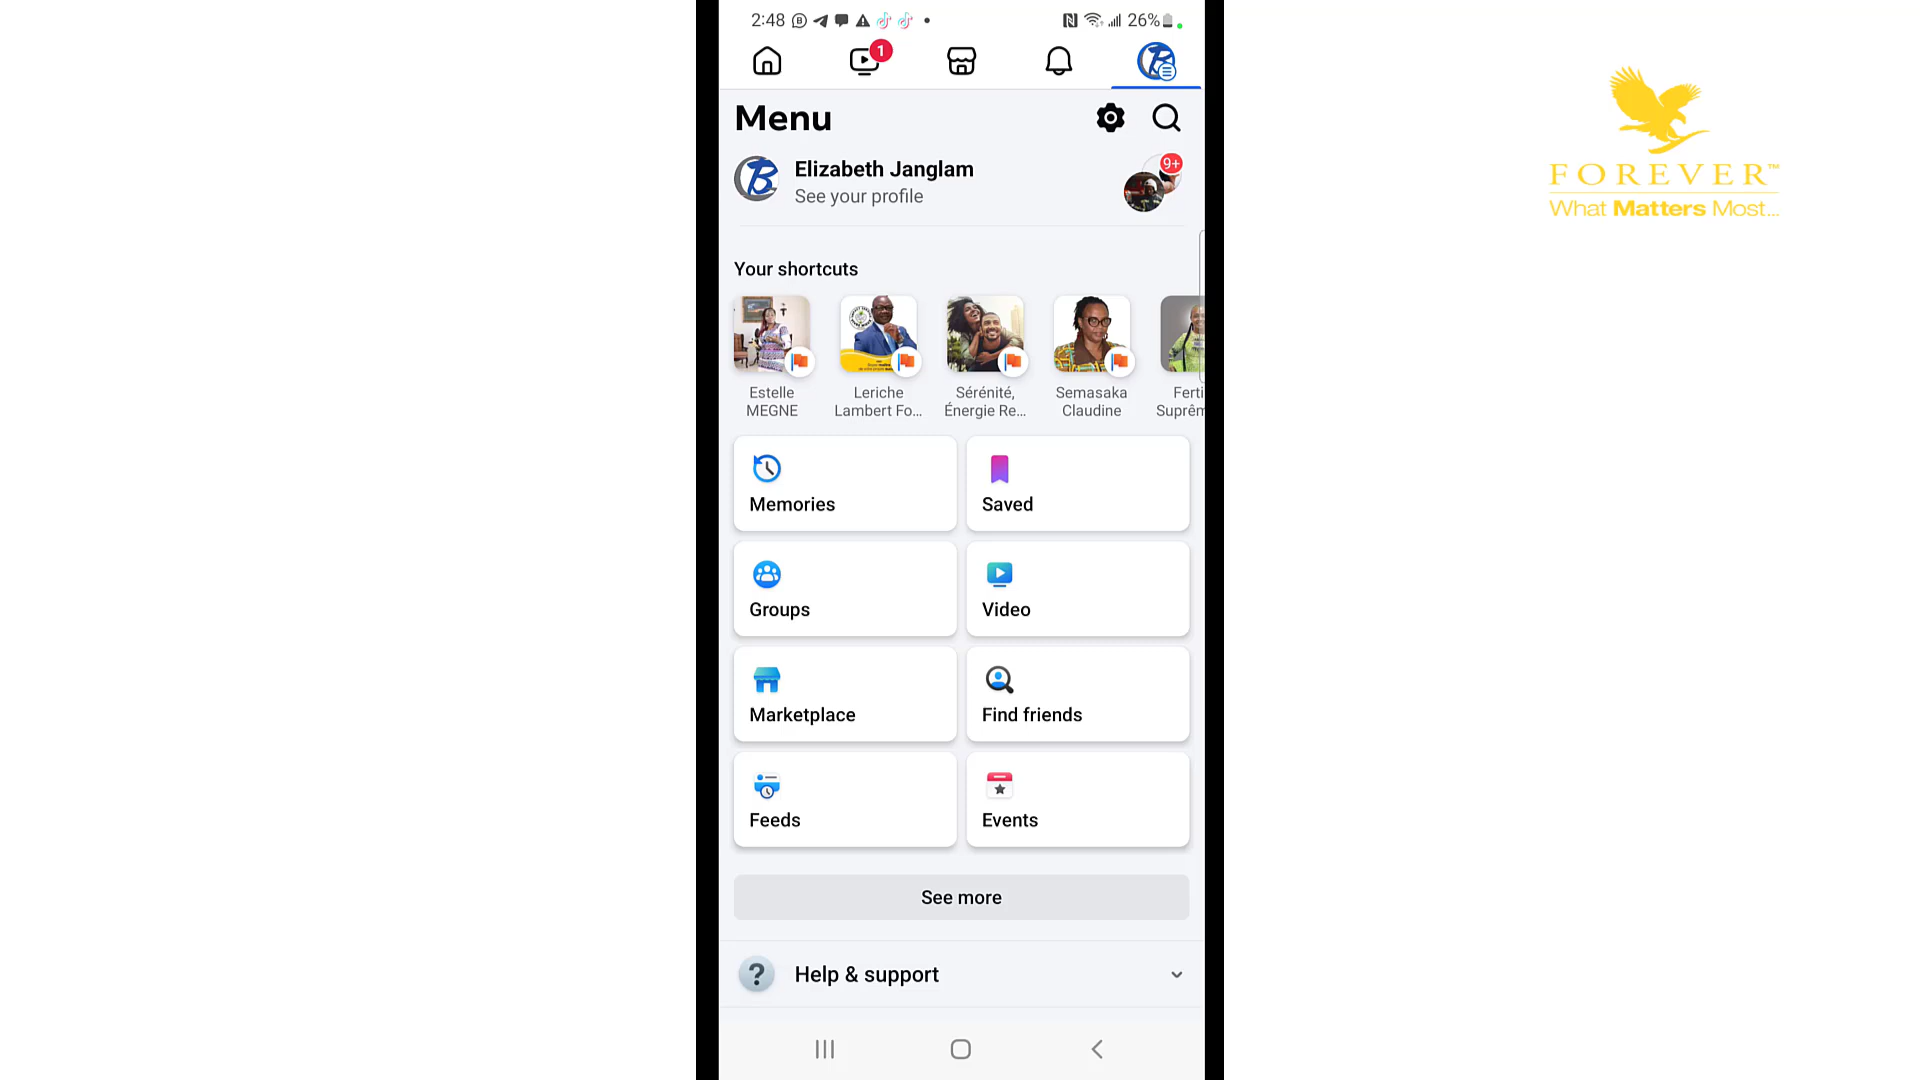 2:48
26%
1
Menu
Elizabeth Janglam
See your profile
9+
Your shortcuts
Estelle
MEGNE
Leriche
Lambert Fo...
Sérénité,
Énergie Re...
Semasaka
Claudine
Ferti
Suprêm
Memories
Saved
Groups
Video
Marketplace
Find friends
Feeds
Events
See more
? Help & support
FOREVER™
What Matters Most...